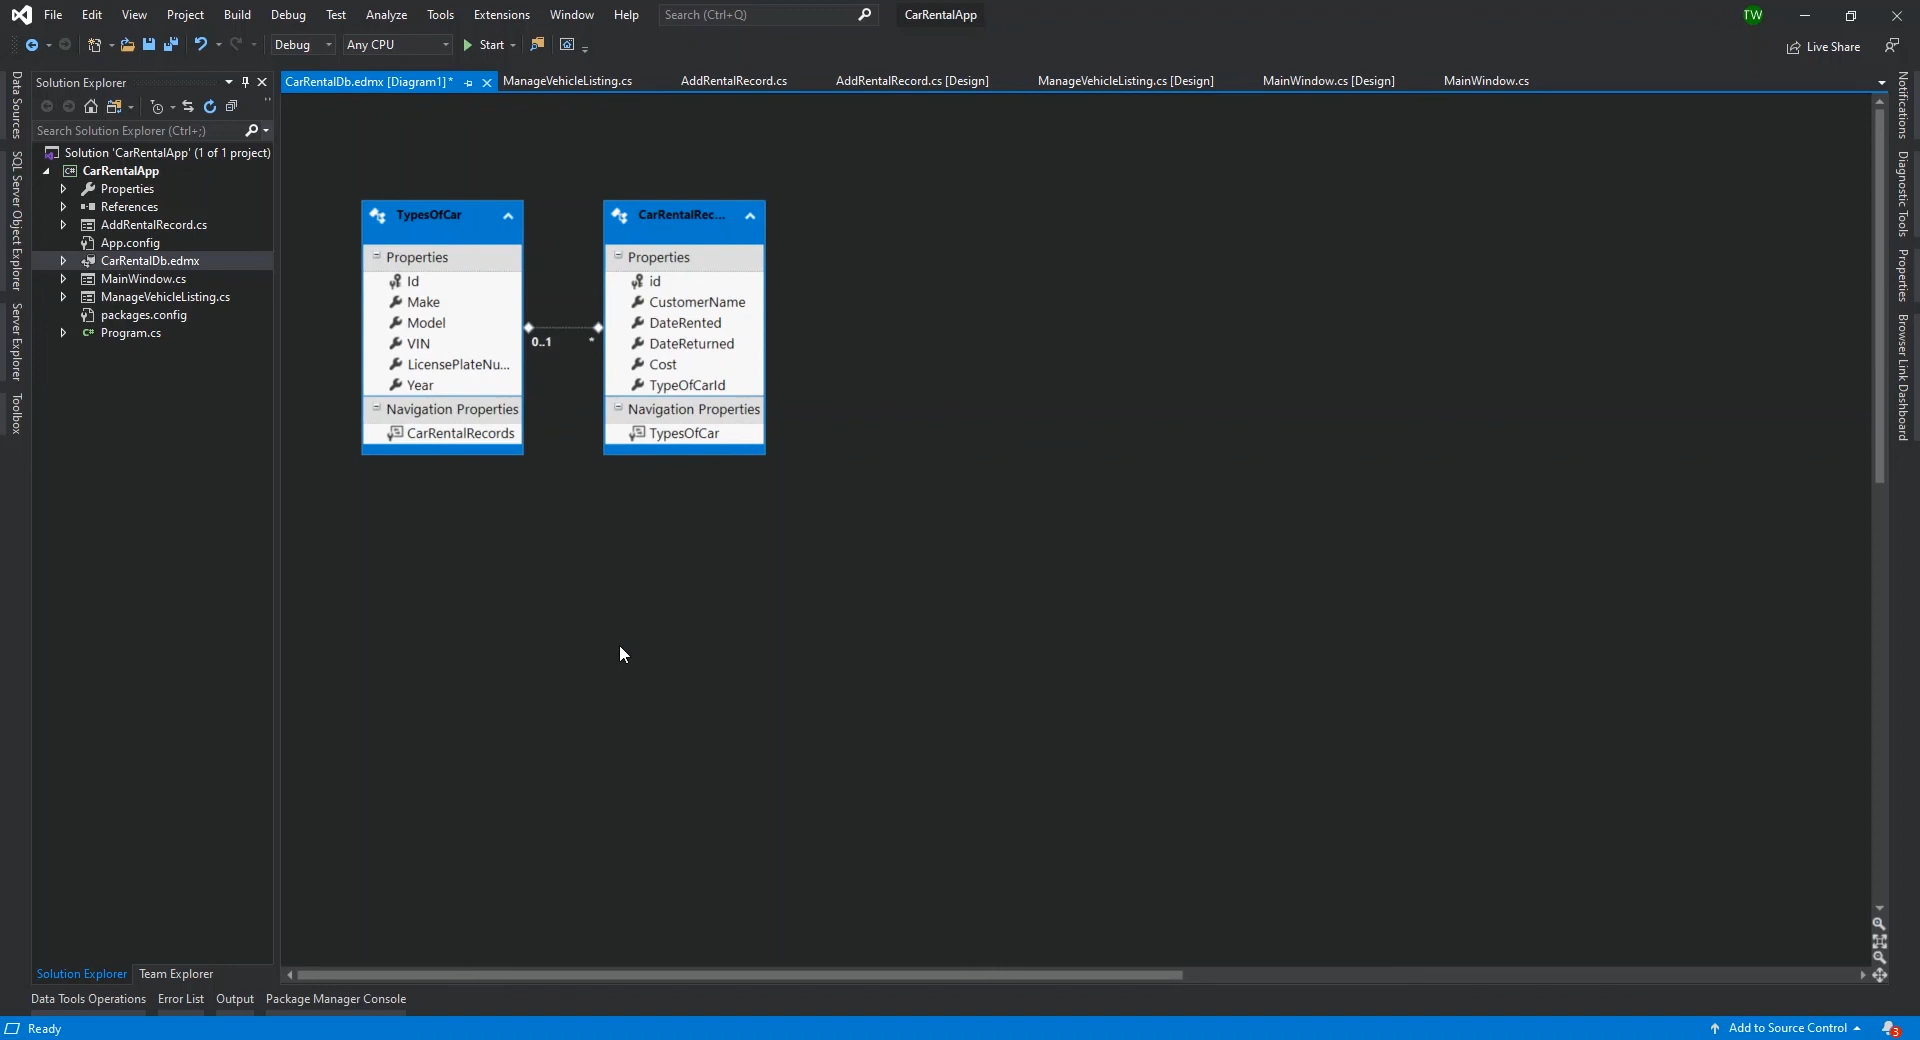 File Edit View Project Build Debug Test Analyze Tools Extensions Window Help Search (Ctrl+Q) CarRentalApp TW
Debug Any CPU Start Live Share
Data Sources
SQL Server Object Explorer
Server Explorer
Toolbox
Solution Explorer
Search Solution Explorer (Ctrl+;)
Solution 'CarRentalApp' (1 of 1 project)
C# CarRentalApp
Properties
References
AddRentalRecord.cs
App.config
CarRentalDb.edmx
MainWindow.cs
ManageVehicleListing.cs
packages.config
C# Program.cs
Solution Explorer Team Explorer
CarRentalDb.edmx [Diagram1]* ManageVehicleListing.cs AddRentalRecord.cs AddRentalRecord.cs [Design] ManageVehicleListing.cs [Design] MainWindow.cs [Design] MainWindow.cs
TypesOfCar
Properties
Id
Make
Model
VIN
LicensePlateNu...
Year
Navigation Properties
CarRentalRecords
0..1 *
CarRentalRec...
Properties
id
CustomerName
DateRented
DateReturned
Cost
TypeOfCarId
Navigation Properties
TypesOfCar
Notifications
Diagnostic Tools
Properties
Browser Link Dashboard
Data Tools Operations Error List Output Package Manager Console
Ready Add to Source Control 3